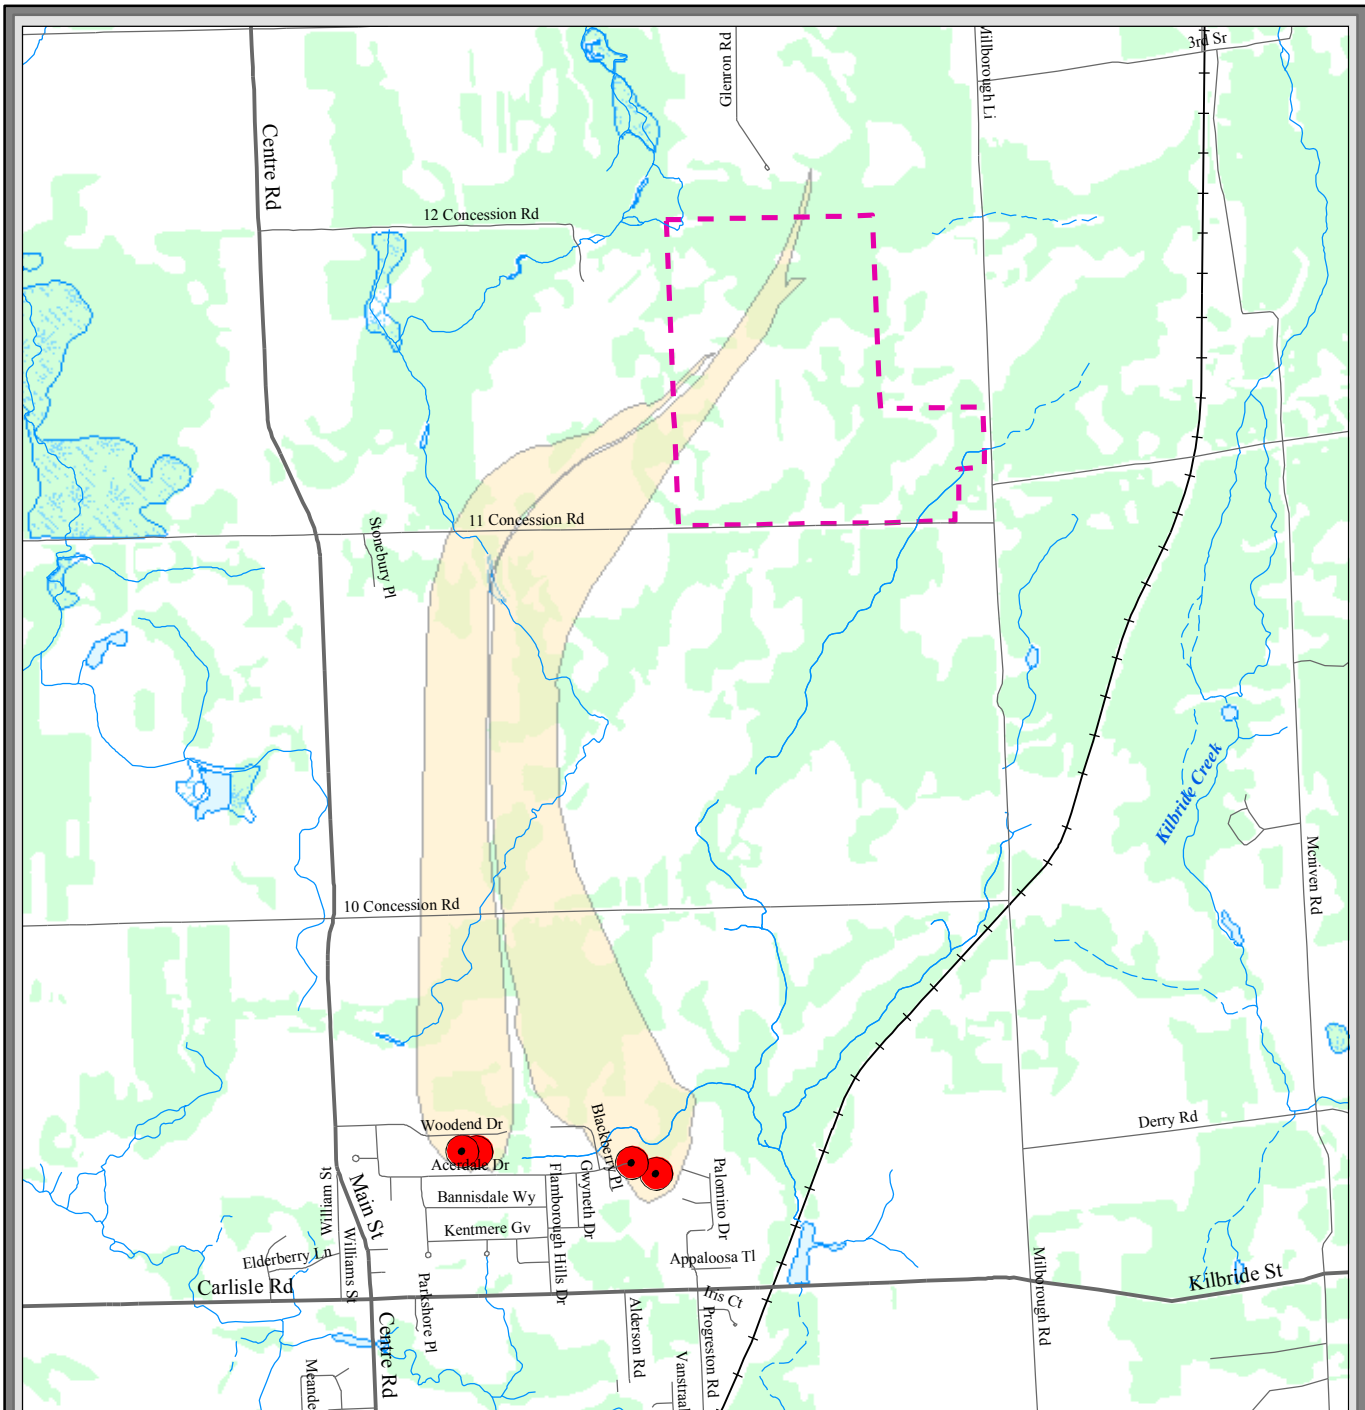 Glenron Rd
Millborough Li
3rd Sr
Centre Rd
12 Concession Rd
11 Concession Rd
Stonebury Pl
Kilbride Creek
Mcniven Rd
10 Concession Rd
Woodend Dr
Blackberry Pl
Derry Rd
Acerdale Dr
Bannisdale Wy
Kentmere Gv
Flamborough Hills Dr
Gwyneth Dr
Palomino Dr
Main St
William St
Williams St
Elderberry Ln
Appaloosa Tl
Carlisle Rd
Kilbride St
Milborough Rd
Parkshore Pl
Iris Ct
Centre Rd
Alderson Rd
Progreston Rd
Vanstraal
Meande